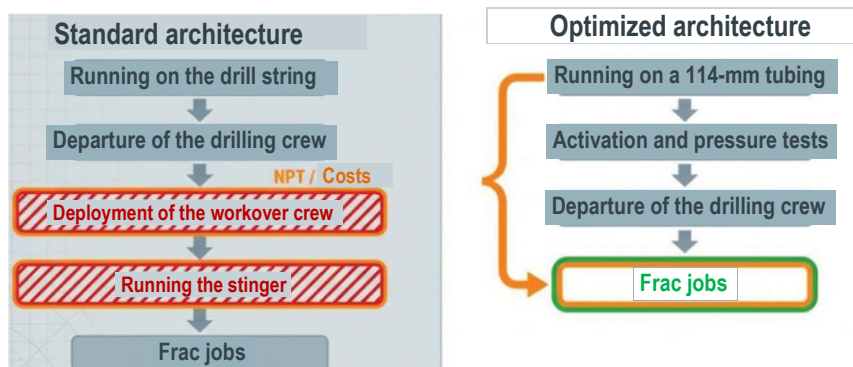 Standard architecture
Running on the drill string
Departure of the drilling crew
NPT / Costs
Deployment of the workover crew
Running the stinger
Frac jobs
Optimized architecture
Running on a 114-mm tubing
Activation and pressure tests
Departure of the drilling crew
Frac jobs